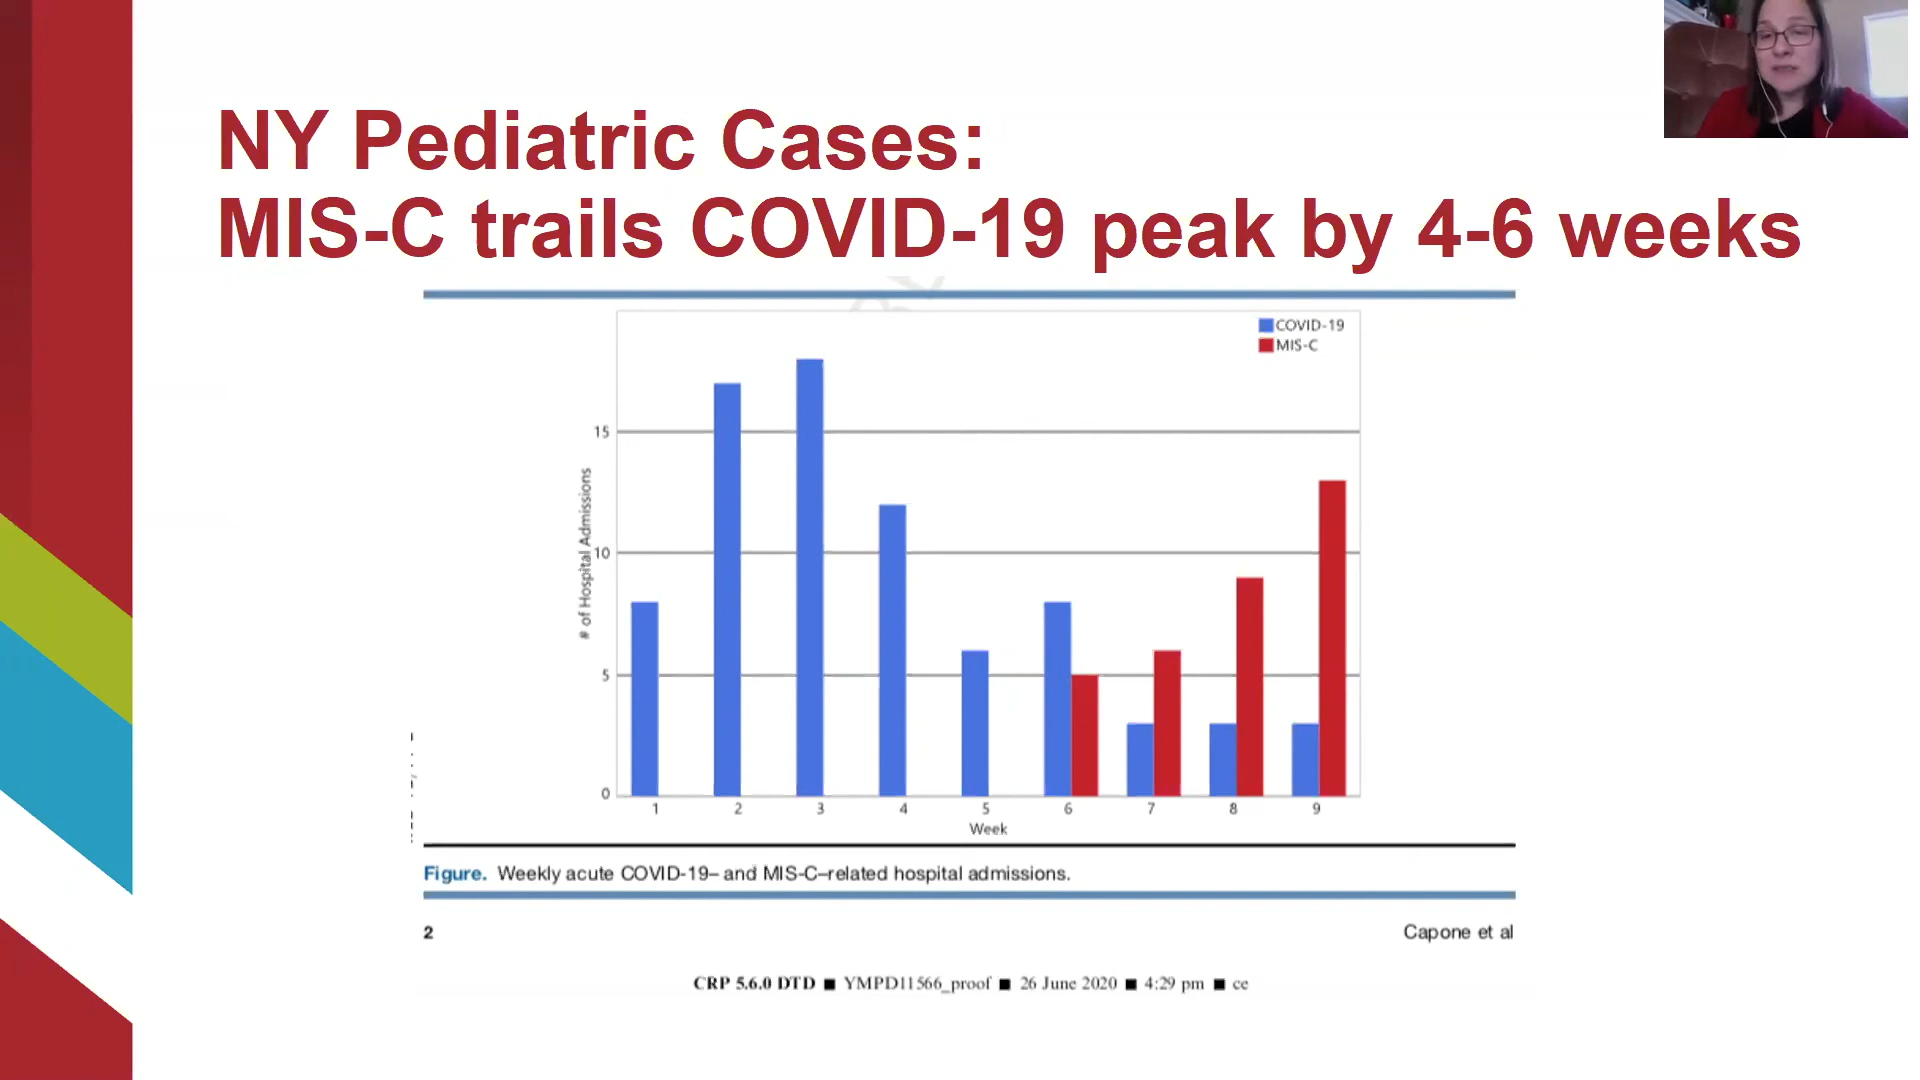 NY Pediatric Cases:
MIS-C trails COVID-19 peak by 4-6 weeks
COVID-19
MIS-C
# of Hospital Admissions
15
10
5
0
1 2 3 4 5 6 7 8 9
Week
Figure. Weekly acute COVID-19– and MIS-C–related hospital admissions.
2 Capone et al
CRP 5.6.0 DTD ■ YMPD11566_proof ■ 26 June 2020 ■ 4:29 pm ■ ce